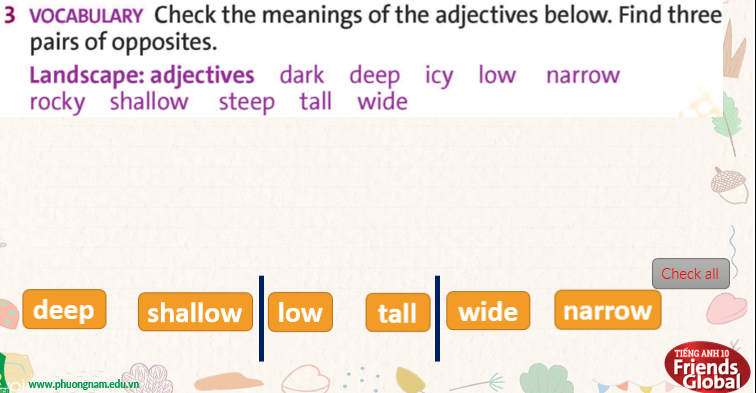 3 VOCABULARY Check the meanings of the adjectives below. Find three
pairs of opposites.
Landscape: adjectives dark deep icy low narrow
rocky shallow steep tall wide
Check all
deep shallow low tall wide narrow
www.phuongnam.edu.vn
TIẾNG ANH 10
Friends
Global